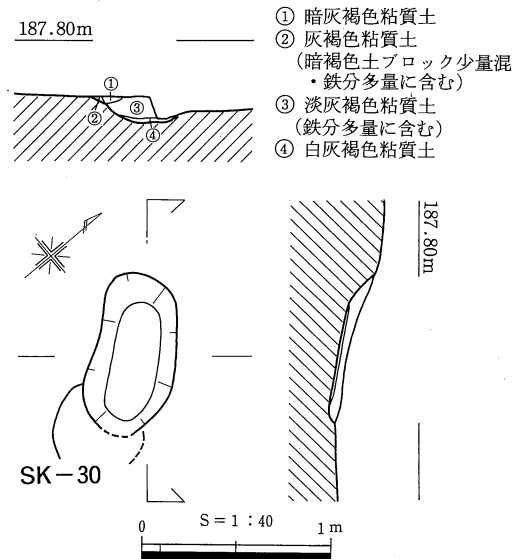 187.80m
① 暗灰褐色粘質土
② 灰褐色粘質土
(暗褐色土ブロック少量混
・鉄分多量に含む)
③ 淡灰褐色粘質土
(鉄分多量に含む)
④ 白灰褐色粘質土
①
②
③
④
187.80m
SK-30
S=1:40
0
1m